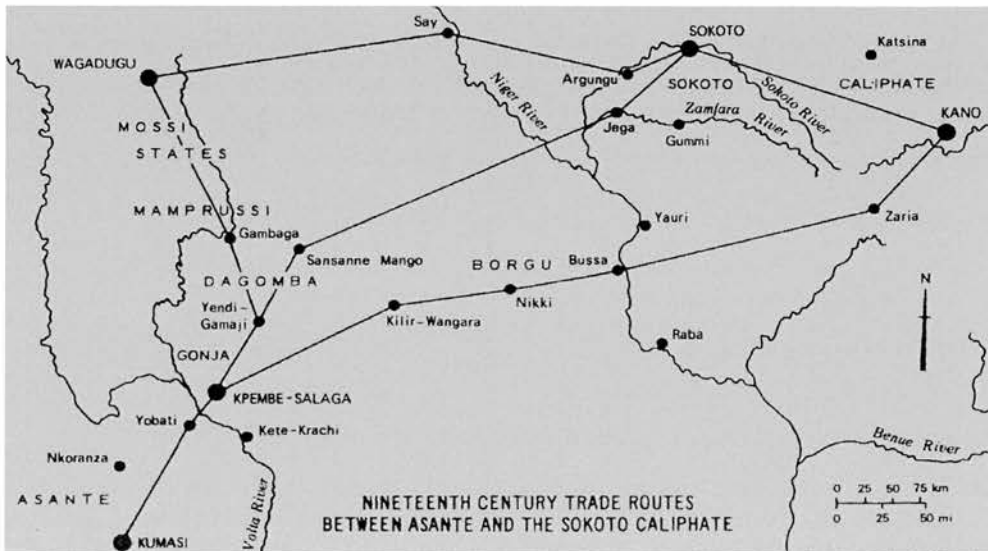 Say
SOKOTO
Katsina
WAGADUGU
Argungu
SOKOTO
CALIPHATE
Niger River
Sokoto River
Jega
Zamfara
River
KANO
Gummi
MOSSI
STATES
MAMPRUSSI
Yauri
Zaria
Gambaga
Sansanne Mango
BORGU
Bussa
DAGOMBA
Nikki
N
Yendi-
Gamaji
Kilir-Wangara
Raba
GONJA
KPEMBE-SALAGA
Yobati
Kete-Krachi
Nkoranza
Benue River
ASANTE
Volta River
NINETEENTH CENTURY TRADE ROUTES
BETWEEN ASANTE AND THE SOKOTO CALIPHATE
0 25 50 75 km
0 25 50 mi
KUMASI